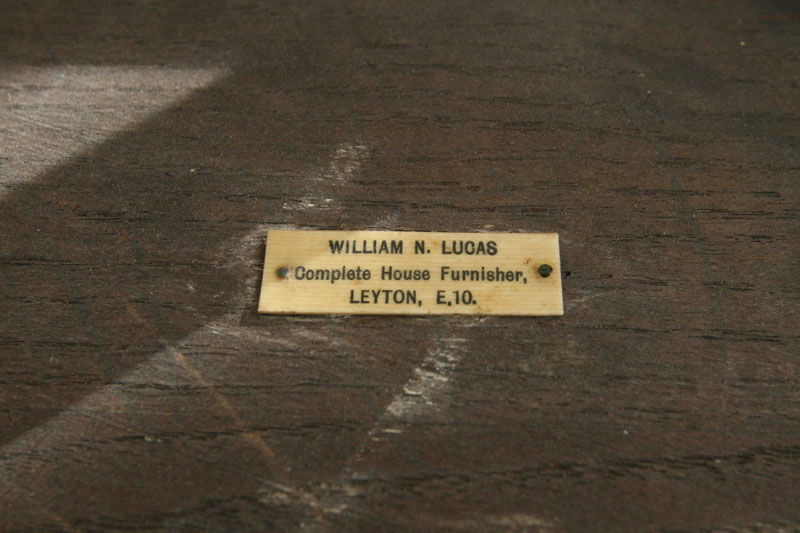 WILLIAM N. LUCAS
Complete House Furnisher,
LEYTON, E.10.